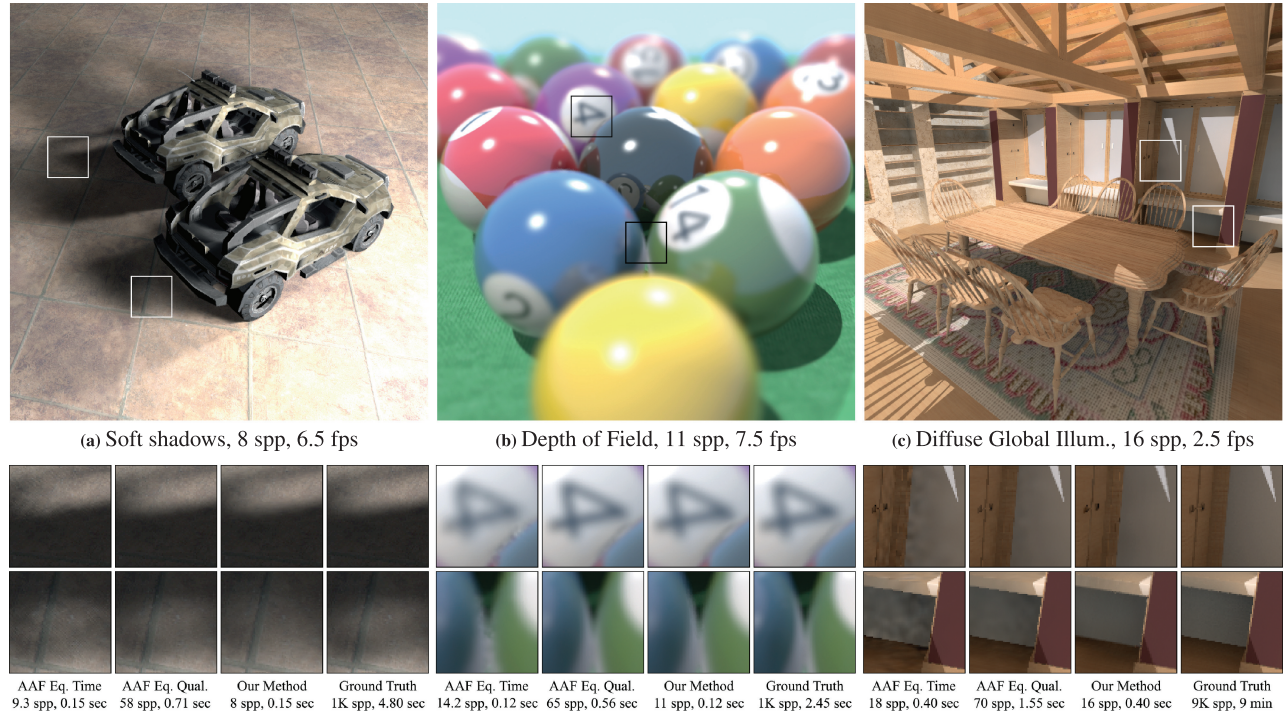 (a) Soft shadows, 8 spp, 6.5 fps
(b) Depth of Field, 11 spp, 7.5 fps
(c) Diffuse Global Illum., 16 spp, 2.5 fps
AAF Eq. Time
9.3 spp, 0.15 sec
AAF Eq. Qual.
58 spp, 0.71 sec
Our Method
8 spp, 0.15 sec
Ground Truth
1K spp, 4.80 sec
AAF Eq. Time
14.2 spp, 0.12 sec
AAF Eq. Qual.
65 spp, 0.56 sec
Our Method
11 spp, 0.12 sec
Ground Truth
1K spp, 2.45 sec
AAF Eq. Time
18 spp, 0.40 sec
AAF Eq. Qual.
70 spp, 1.55 sec
Our Method
16 spp, 0.40 sec
Ground Truth
9K spp, 9 min